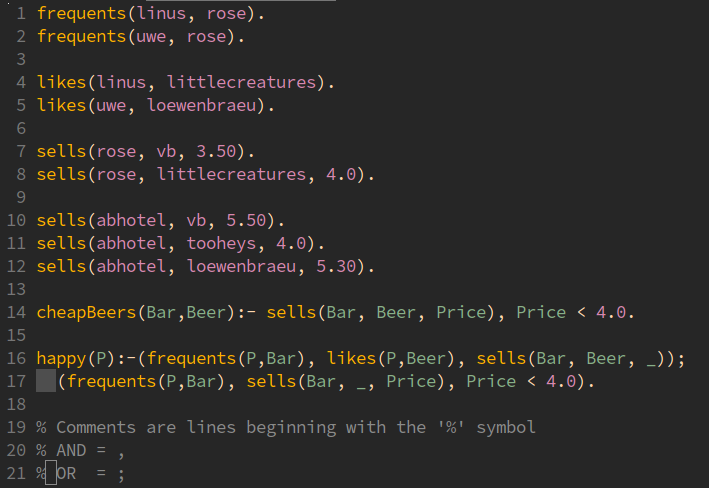 1 frequents(linus, rose).
2 frequents(uwe, rose).
3
4 likes(linus, littlecreatures).
5 likes(uwe, loewenbraeu).
6
7 sells(rose, vb, 3.50).
8 sells(rose, littlecreatures, 4.0).
9
10 sells(abhotel, vb, 5.50).
11 sells(abhotel, tooheys, 4.0).
12 sells(abhotel, loewenbraeu, 5.30).
13
14 cheapBeers(Bar,Beer):- sells(Bar, Beer, Price), Price < 4.0.
15
16 happy(P):-(frequents(P,Bar), likes(P,Beer), sells(Bar, Beer, _));
17   (frequents(P,Bar), sells(Bar, _, Price), Price < 4.0).
18
19 % Comments are lines beginning with the '%' symbol
20 % AND = ,
21 % OR  = ;